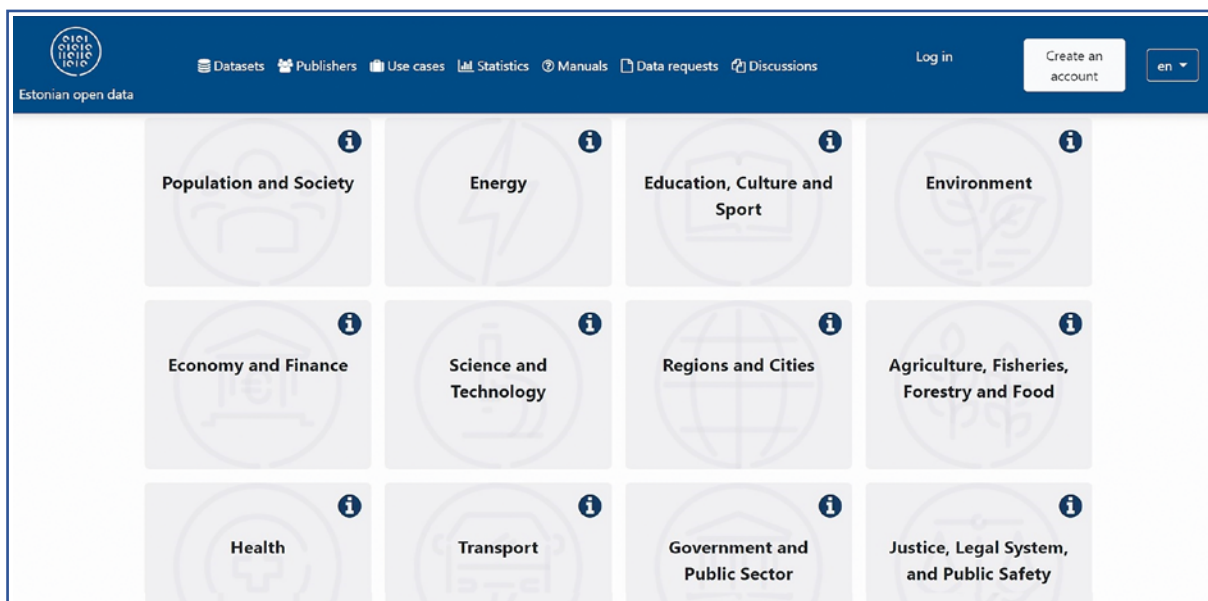 Estonian open data
Datasets Publishers Use cases Statistics Manuals Data requests Discussions
Log in
Create an
account
en
Population and Society
Energy
Education, Culture and
Sport
Environment
Economy and Finance
Science and
Technology
Regions and Cities
Agriculture, Fisheries,
Forestry and Food
Health
Transport
Government and
Public Sector
Justice, Legal System,
and Public Safety